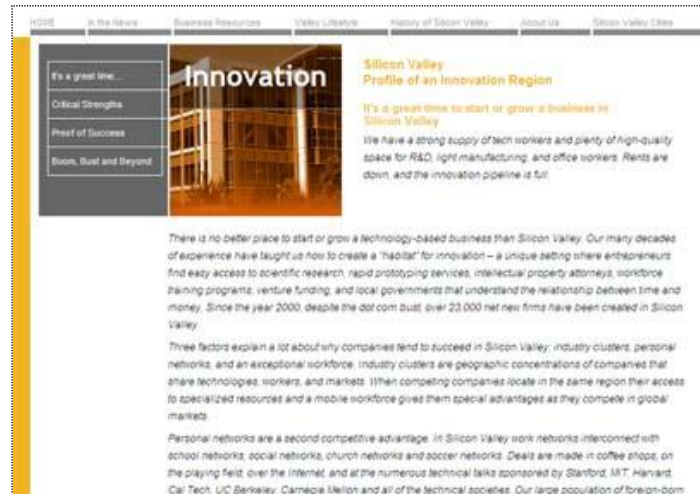 HOME In the News Business Resources Valley Lifestyle History of Silicon Valley About Us Silicon Valley Cities
It's a great time...
Critical Strengths
Proof of Success
Boom, Bust and Beyond
Innovation
Silicon Valley
Profile of an Innovation Region
It's a great time to start or grow a business in
Silicon Valley
We have a strong supply of tech workers and plenty of high-quality
space for R&D, light manufacturing, and office workers. Rents are
down, and the innovation pipeline is full.
There is no better place to start or grow a technology-based business than Silicon Valley. Our many decades
of experience have taught us how to create a "habitat" for innovation – a unique setting where entrepreneurs
find easy access to scientific research, rapid prototyping services, intellectual property attorneys, workforce
training programs, venture funding, and local governments that understand the relationship between time and
money. Since the year 2000, despite the dot com bust, over 23,000 net new firms have been created in Silicon
Valley.
Three factors explain a lot about why companies tend to succeed in Silicon Valley: industry clusters, personal
networks, and an exceptional workforce. Industry clusters are geographic concentrations of companies that
share technologies, workers, and markets. When competing companies locate in the same region their access
to specialized resources and a mobile workforce gives them special advantages as they compete in global
markets.
Personal networks are a second competitive advantage. In Silicon Valley work networks interconnect with
school networks, social networks, church networks and soccer networks. Deals are made in coffee shops, on
the playing field, over the Internet, and at the numerous technical talks sponsored by Stanford, MIT, Harvard,
Cal Tech, UC Berkeley, Carnegie Mellon and all of the technical societies. Our large population of foreign-born